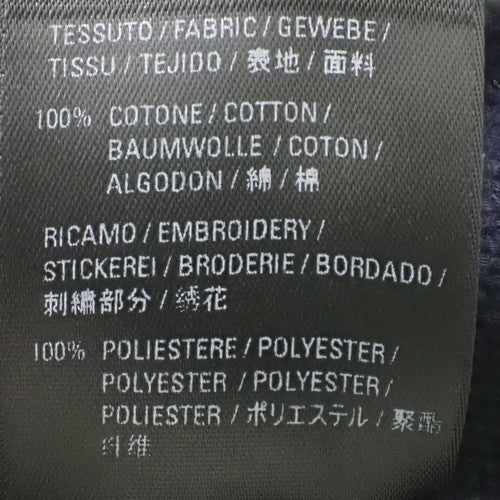 TESSUTO / FABRIC / GEWEBE /
TISSU / TEJIDO / 表地 / 面料
100% COTONE / COTTON /
BAUMWOLLE / COTON /
ALGODON / 綿 / 棉
RICAMO / EMBROIDERY /
STICKEREI / BRODERIE / BORDADO /
刺繍部分 / 绣花
100% POLIESTERE / POLYESTER /
POLYESTER / POLYESTER /
POLIESTER / ポリエステル / 聚酯
纤维